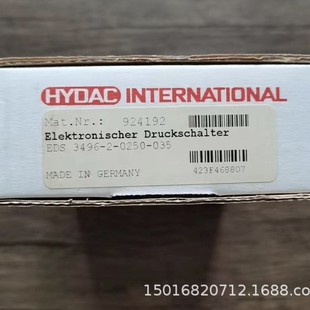 HYDAC INTERNATIONAL
Mat.Nr.: 924192
Elektronischer Druckschalter
EDS 3496-2-0250-035
MADE IN GERMANY
423F468807
15016820712.1688.co